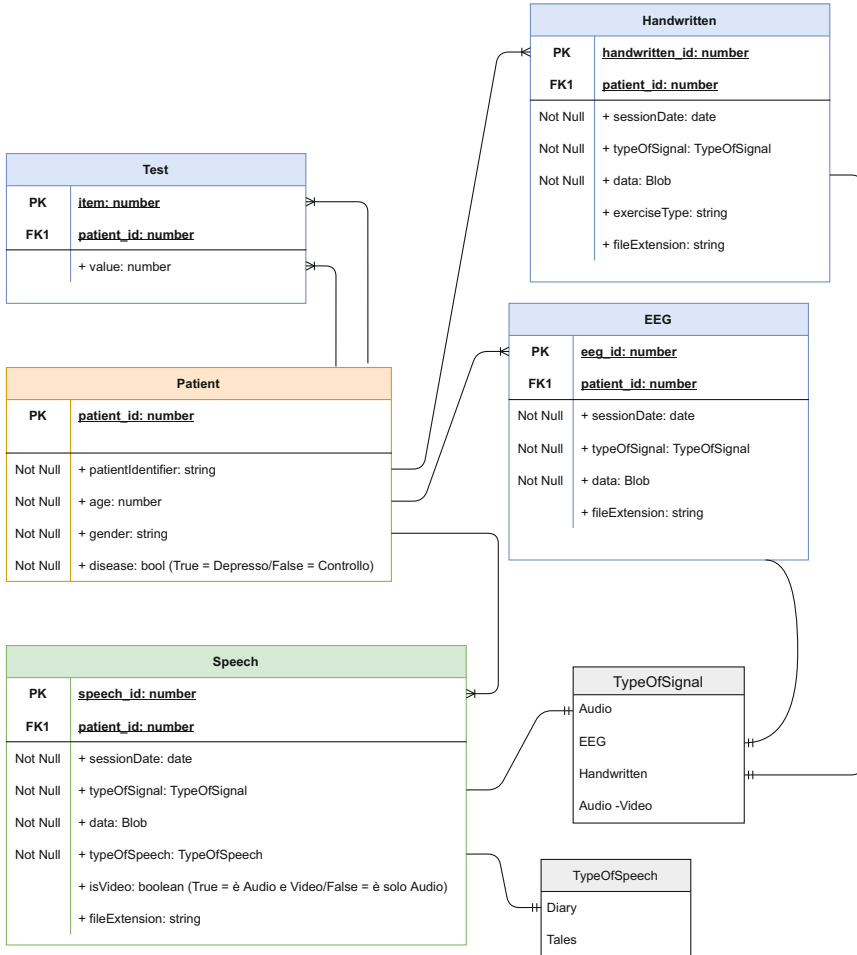 Handwritten
PK handwritten_id: number
FK1 patient_id: number
Not Null + sessionDate: date
Not Null + typeOfSignal: TypeOfSignal
Not Null + data: Blob
+ exerciseType: string
+ fileExtension: string
Test
PK item: number
FK1 patient_id: number
+ value: number
EEG
PK eeg_id: number
FK1 patient_id: number
Not Null + sessionDate: date
Not Null + typeOfSignal: TypeOfSignal
Not Null + data: Blob
+ fileExtension: string
Patient
PK patient_id: number
Not Null + patientIdentifier: string
Not Null + age: number
Not Null + gender: string
Not Null + disease: bool (True = Depresso/False = Controllo)
Speech
PK speech_id: number
FK1 patient_id: number
Not Null + sessionDate: date
Not Null + typeOfSignal: TypeOfSignal
Not Null + data: Blob
Not Null + typeOfSpeech: TypeOfSpeech
+ isVideo: boolean (True = è Audio e Video/False = è solo Audio)
+ fileExtension: string
TypeOfSignal
Audio
EEG
Handwritten
Audio -Video
TypeOfSpeech
Diary
Tales